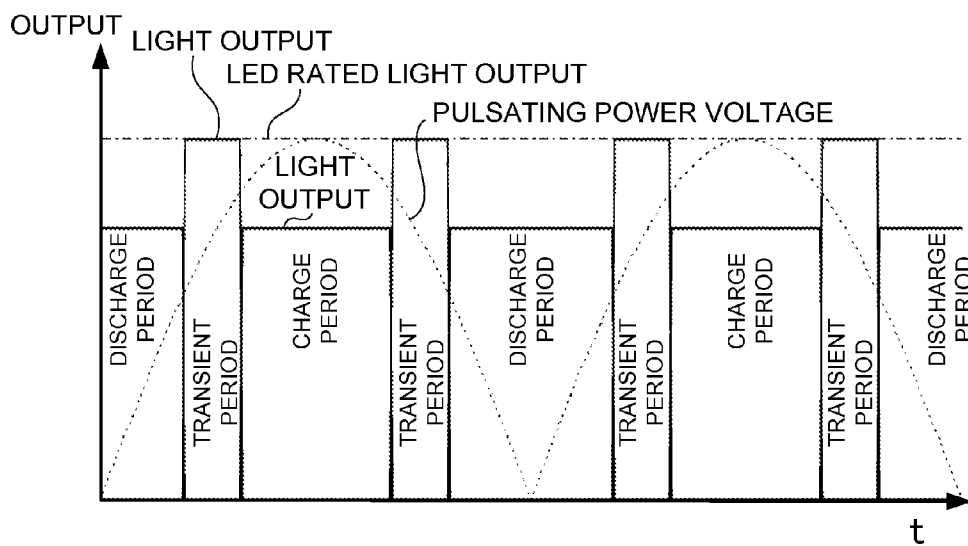 OUTPUT
LIGHT OUTPUT
LED RATED LIGHT OUTPUT
PULSATING POWER VOLTAGE
LIGHT
OUTPUT
DISCHARGE
PERIOD
TRANSIENT
PERIOD
CHARGE
PERIOD
TRANSIENT
PERIOD
DISCHARGE
PERIOD
TRANSIENT
PERIOD
CHARGE
PERIOD
TRANSIENT
PERIOD
DISCHARGE
PERIOD
t